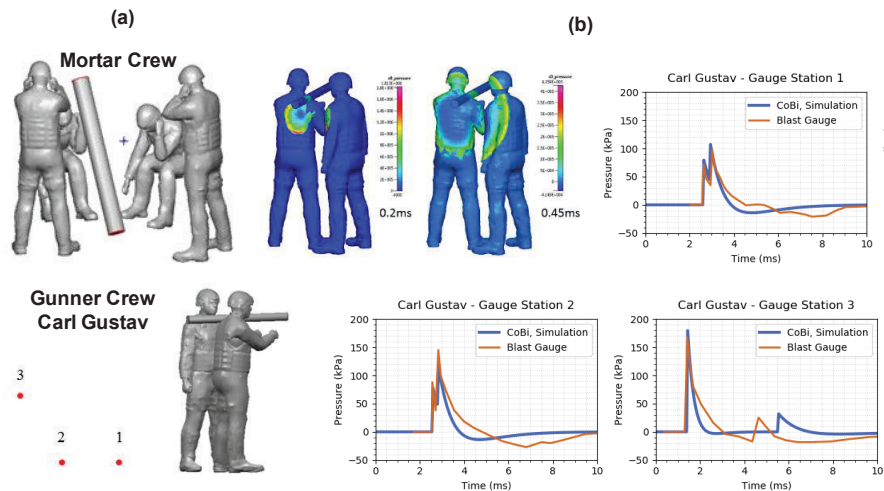 (a)
(b)
Mortar Crew
0.2ms
0.45ms
Carl Gustav - Gauge Station 1
CoBi, Simulation
Blast Gauge
Pressure (kPa)
200
150
100
50
0
−50
0 2 4 6 8 10
Time (ms)
Gunner Crew
Carl Gustav
3
2
1
Carl Gustav - Gauge Station 2
CoBi, Simulation
Blast Gauge
Pressure (kPa)
200
150
100
50
0
−50
0 2 4 6 8 10
Time (ms)
Carl Gustav - Gauge Station 3
CoBi, Simulation
Blast Gauge
Pressure (kPa)
200
150
100
50
0
−50
0 2 4 6 8 10
Time (ms)